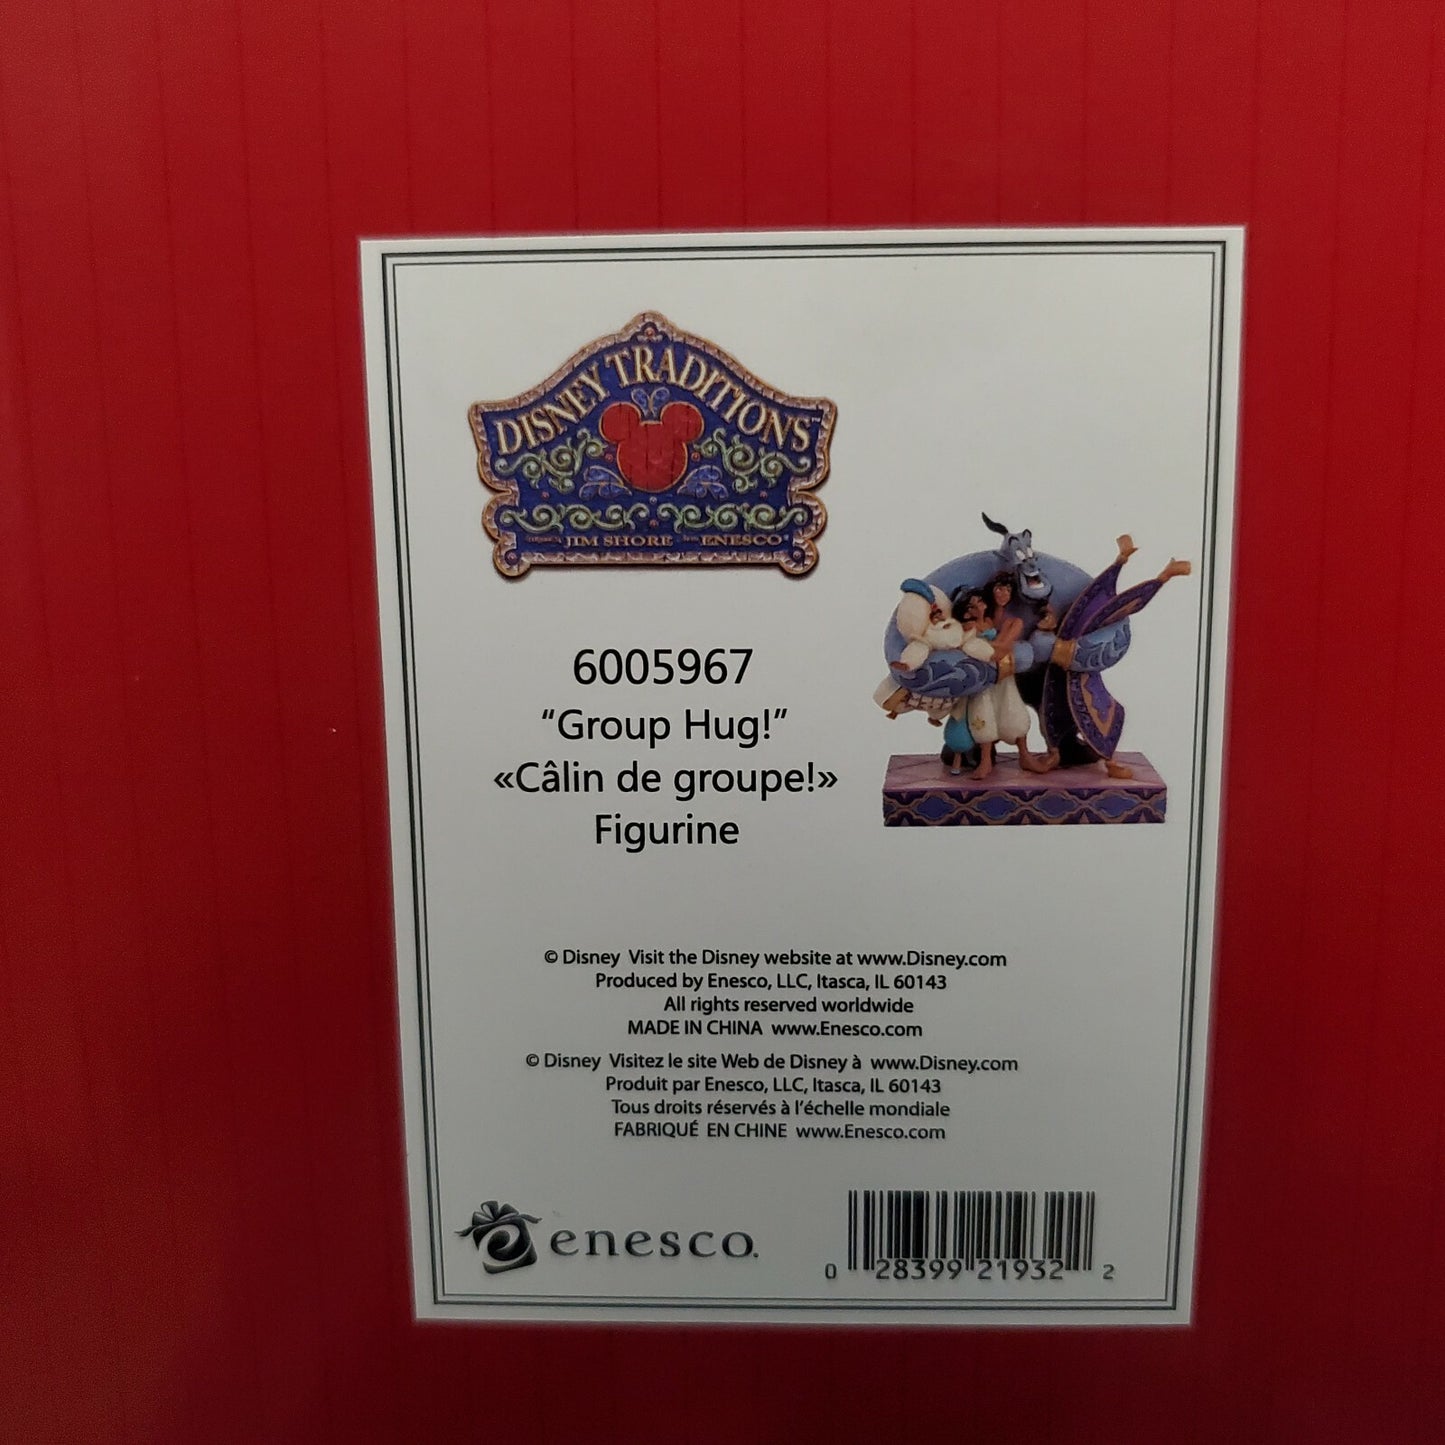 DISNEY TRADITIONS™
JIM SHORE ENESCO®
6005967
“Group Hug!”
«Câlin de groupe!»
Figurine
© Disney Visit the Disney website at www.Disney.com
Produced by Enesco, LLC, Itasca, IL 60143
All rights reserved worldwide
MADE IN CHINA www.Enesco.com
© Disney Visitez le site Web de Disney à www.Disney.com
Produit par Enesco, LLC, Itasca, IL 60143
Tous droits réservés à l’échelle mondiale
FABRIQUÉ EN CHINE www.Enesco.com
enesco.
0 28399 21932 2